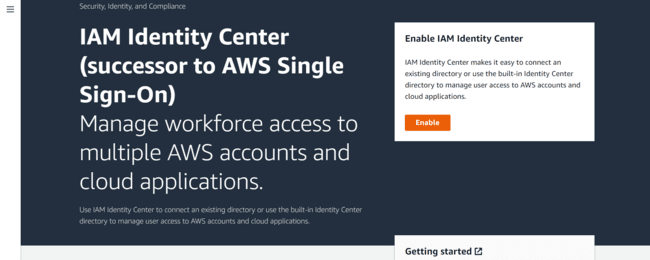 Security, Identity, and Compliance
IAM Identity Center
(successor to AWS Single
Sign-On)
Manage workforce access to
multiple AWS accounts and
cloud applications.
Use IAM Identity Center to connect an existing directory or use the built-in Identity Center
directory to manage user access to AWS accounts and cloud applications.
Enable IAM Identity Center
IAM Identity Center makes it easy to connect an
existing directory or use the built-in Identity Center
directory to manage user access to AWS accounts and
cloud applications.
Enable
Getting started